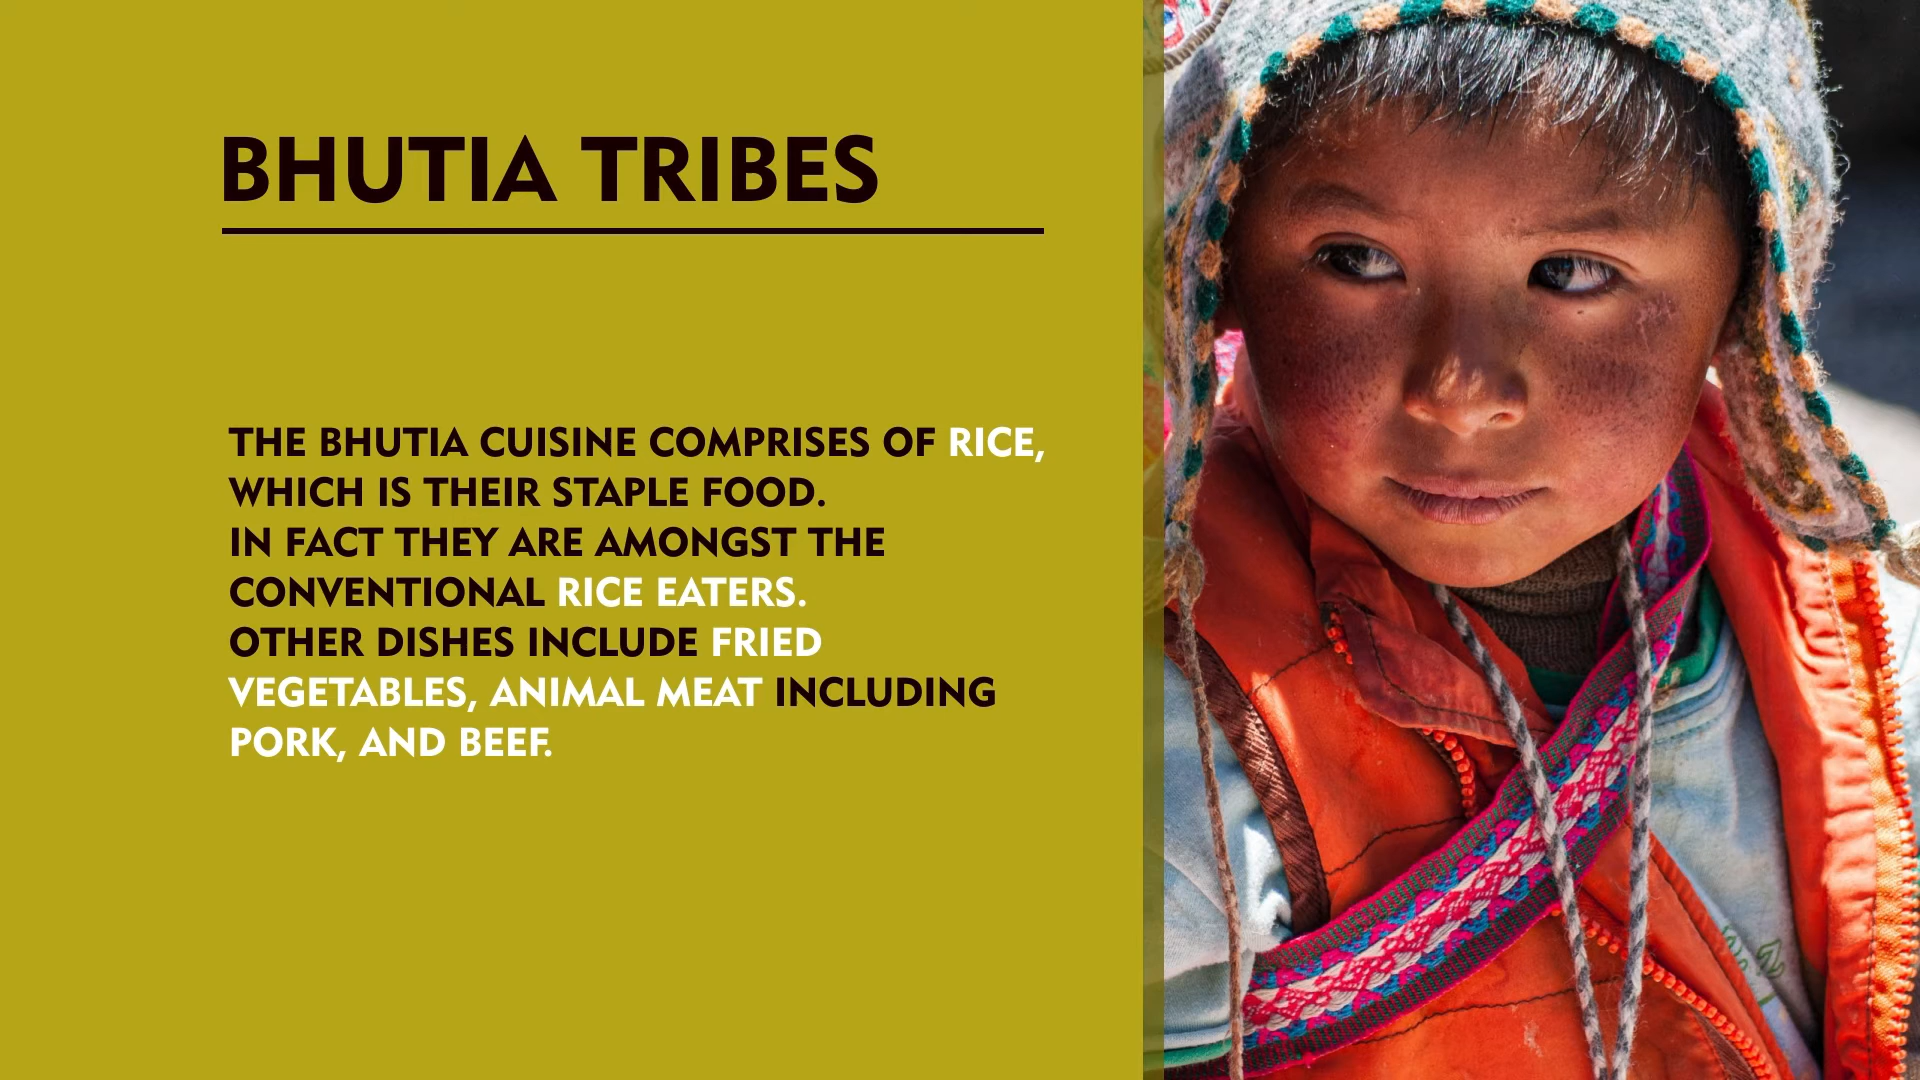 BHUTIA TRIBES
THE BHUTIA CUISINE COMPRISES OF RICE,
WHICH IS THEIR STAPLE FOOD.
IN FACT THEY ARE AMONGST THE
CONVENTIONAL RICE EATERS.
OTHER DISHES INCLUDE FRIED
VEGETABLES, ANIMAL MEAT INCLUDING
PORK, AND BEEF.